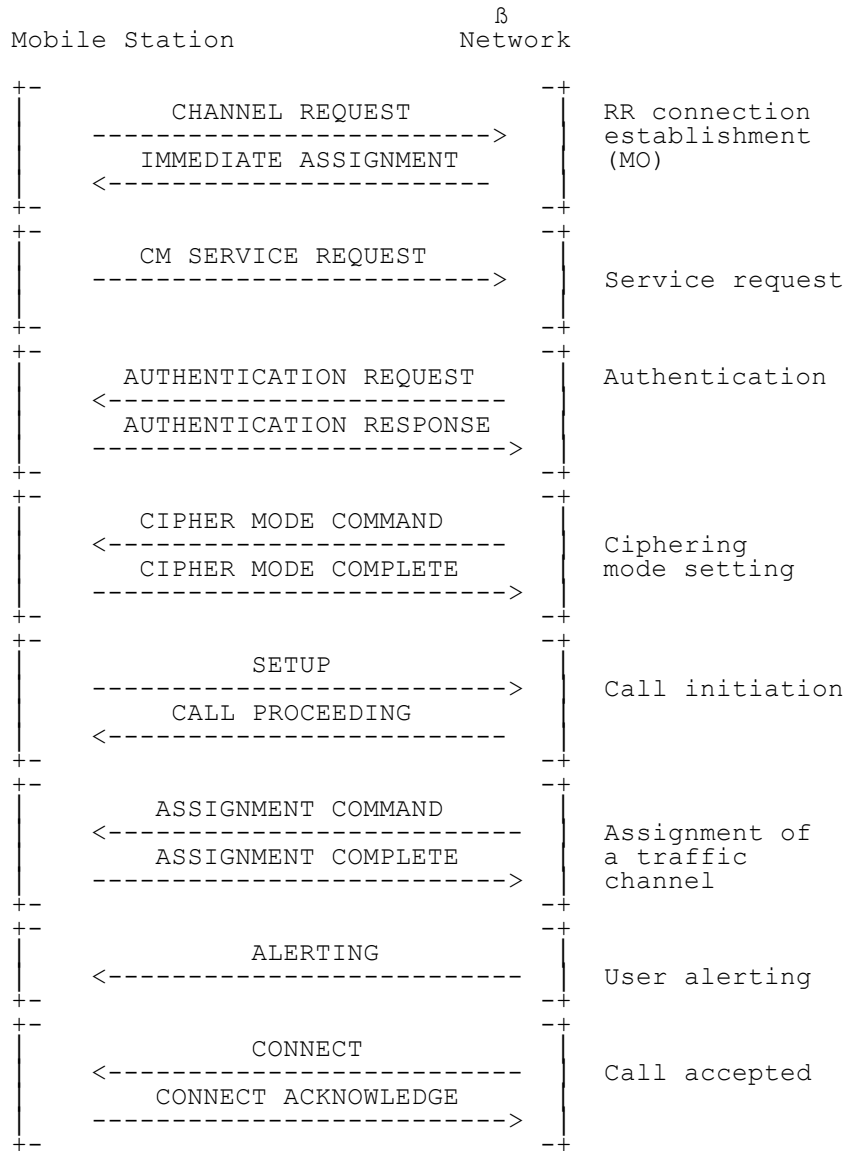 ß
Mobile Station Network
CHANNEL REQUEST RR connection
establishment
IMMEDIATE ASSIGNMENT (MO)
CM SERVICE REQUEST
Service request
AUTHENTICATION REQUEST Authentication
AUTHENTICATION RESPONSE
CIPHER MODE COMMAND
Ciphering
CIPHER MODE COMPLETE mode setting
SETUP
Call initiation
CALL PROCEEDING
ASSIGNMENT COMMAND
Assignment of
ASSIGNMENT COMPLETE a traffic
channel
ALERTING
User alerting
CONNECT
Call accepted
CONNECT ACKNOWLEDGE